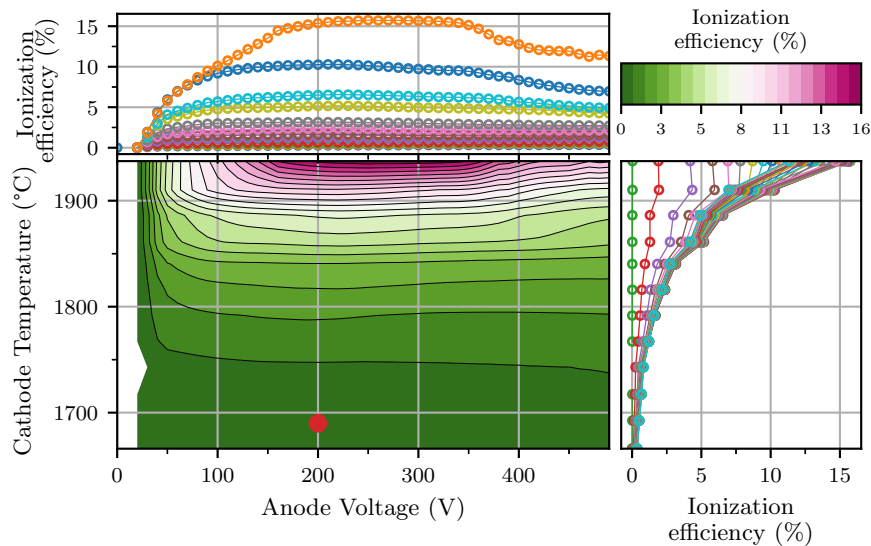 Ionization
efficiency (%)
15
10
5
0
Ionization
efficiency (%)
0 3 5 8 11 13 16
Cathode Temperature (°C)
1900
1800
1700
0 100 200 300 400
Anode Voltage (V)
0 5 10 15
Ionization
efficiency (%)